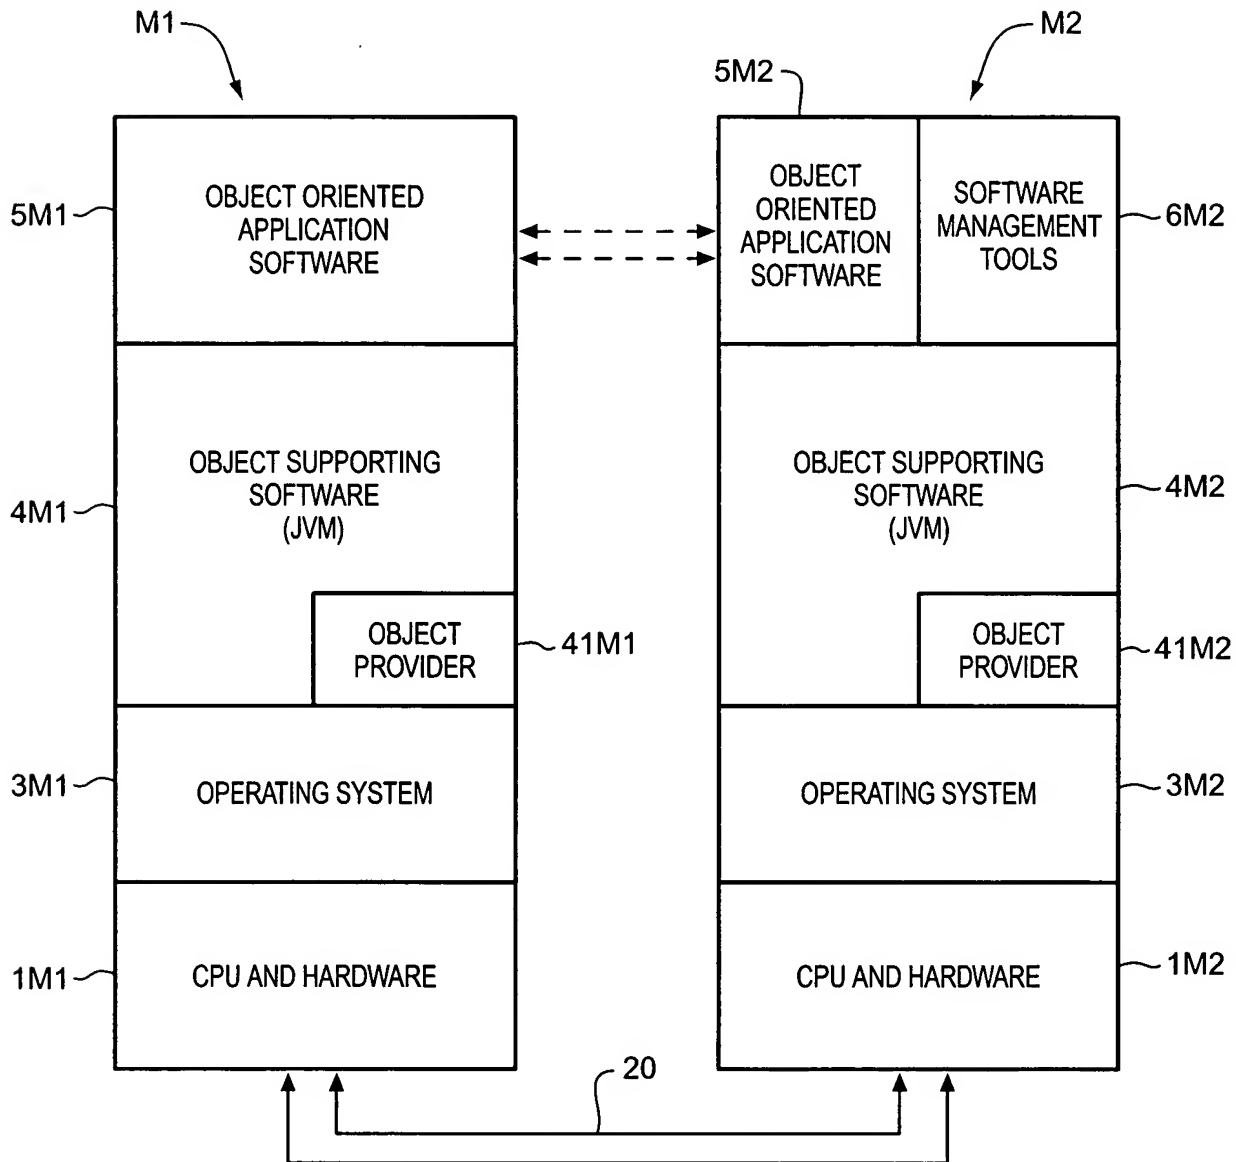 M1
M2
5M2
5M1
OBJECT ORIENTED
APPLICATION
SOFTWARE
OBJECT
ORIENTED
APPLICATION
SOFTWARE
SOFTWARE
MANAGEMENT
TOOLS
6M2
4M1
OBJECT SUPPORTING
SOFTWARE
(JVM)
OBJECT SUPPORTING
SOFTWARE
(JVM)
4M2
OBJECT
PROVIDER
41M1
OBJECT
PROVIDER
41M2
3M1
OPERATING SYSTEM
OPERATING SYSTEM
3M2
1M1
CPU AND HARDWARE
CPU AND HARDWARE
1M2
20